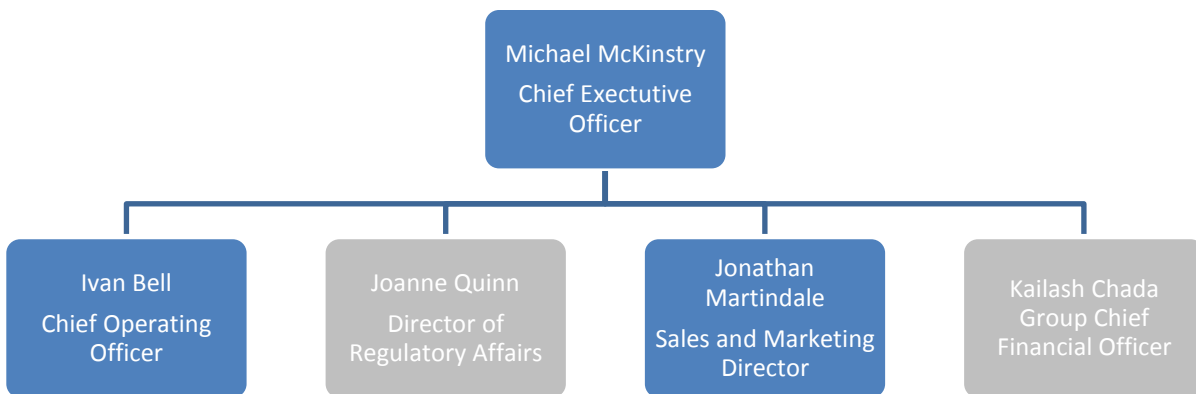 Michael McKinstry
Chief Exectutive
Officer
Ivan Bell
Chief Operating
Officer
Joanne Quinn
Director of
Regulatory Affairs
Jonathan
Martindale
Sales and Marketing
Director
Kailash Chada
Group Chief
Financial Officer